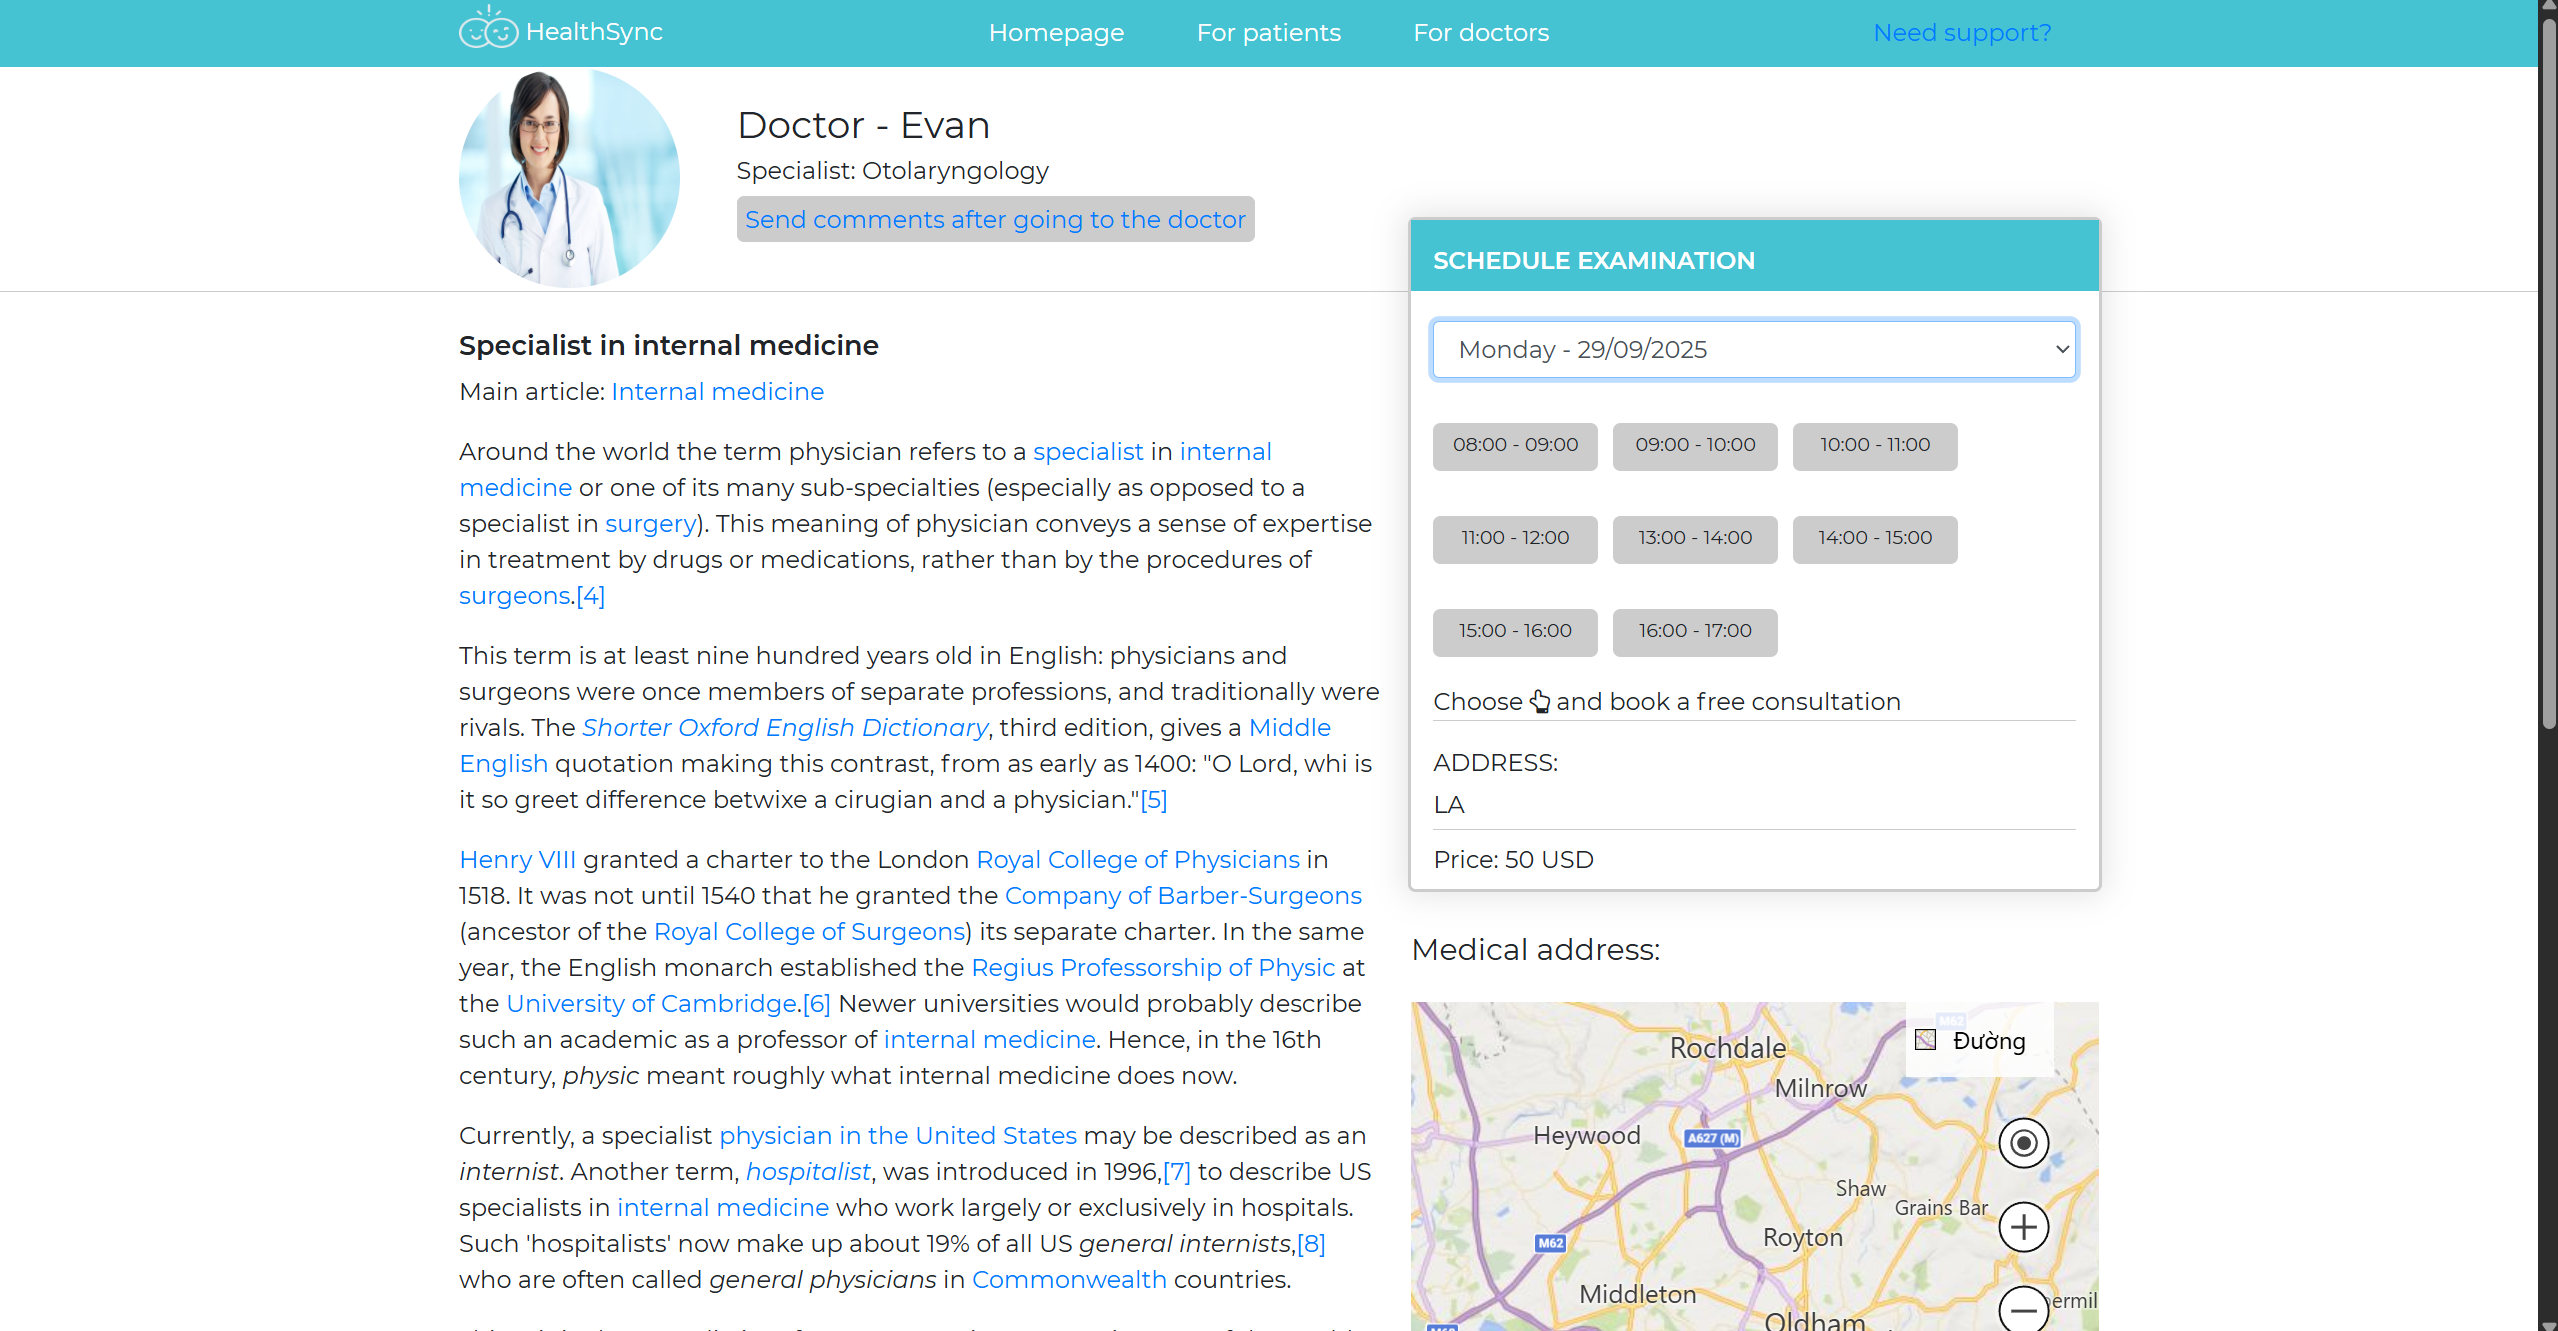 HealthSync
Homepage
For patients
For doctors
Need support?
Doctor - Evan
Specialist: Otolaryngology
Send comments after going to the doctor
Specialist in internal medicine
Main article: Internal medicine
Around the world the term physician refers to a specialist in internal
medicine or one of its many sub-specialties (especially as opposed to a
specialist in surgery). This meaning of physician conveys a sense of expertise
in treatment by drugs or medications, rather than by the procedures of
surgeons.[4]
This term is at least nine hundred years old in English: physicians and
surgeons were once members of separate professions, and traditionally were
rivals. The Shorter Oxford English Dictionary, third edition, gives a Middle
English quotation making this contrast, from as early as 1400: "O Lord, whi is
it so greet difference betwixe a cirugian and a physician."[5]
Henry VIII granted a charter to the London Royal College of Physicians in
1518. It was not until 1540 that he granted the Company of Barber-Surgeons
(ancestor of the Royal College of Surgeons) its separate charter. In the same
year, the English monarch established the Regius Professorship of Physic at
the University of Cambridge.[6] Newer universities would probably describe
such an academic as a professor of internal medicine. Hence, in the 16th
century, physic meant roughly what internal medicine does now.
Currently, a specialist physician in the United States may be described as an
internist. Another term, hospitalist, was introduced in 1996,[7] to describe US
specialists in internal medicine who work largely or exclusively in hospitals.
Such 'hospitalists' now make up about 19% of all US general internists,[8]
who are often called general physicians in Commonwealth countries.
SCHEDULE EXAMINATION
Monday - 29/09/2025
08:00 - 09:00
09:00 - 10:00
10:00 - 11:00
11:00 - 12:00
13:00 - 14:00
14:00 - 15:00
15:00 - 16:00
16:00 - 17:00
Choose and book a free consultation
ADDRESS:
LA
Price: 50 USD
Medical address:
M62
Đường
Rochdale
Milnrow
Heywood
A627 (M)
Shaw
Grains Bar
Royton
M62
Middleton
Oldham